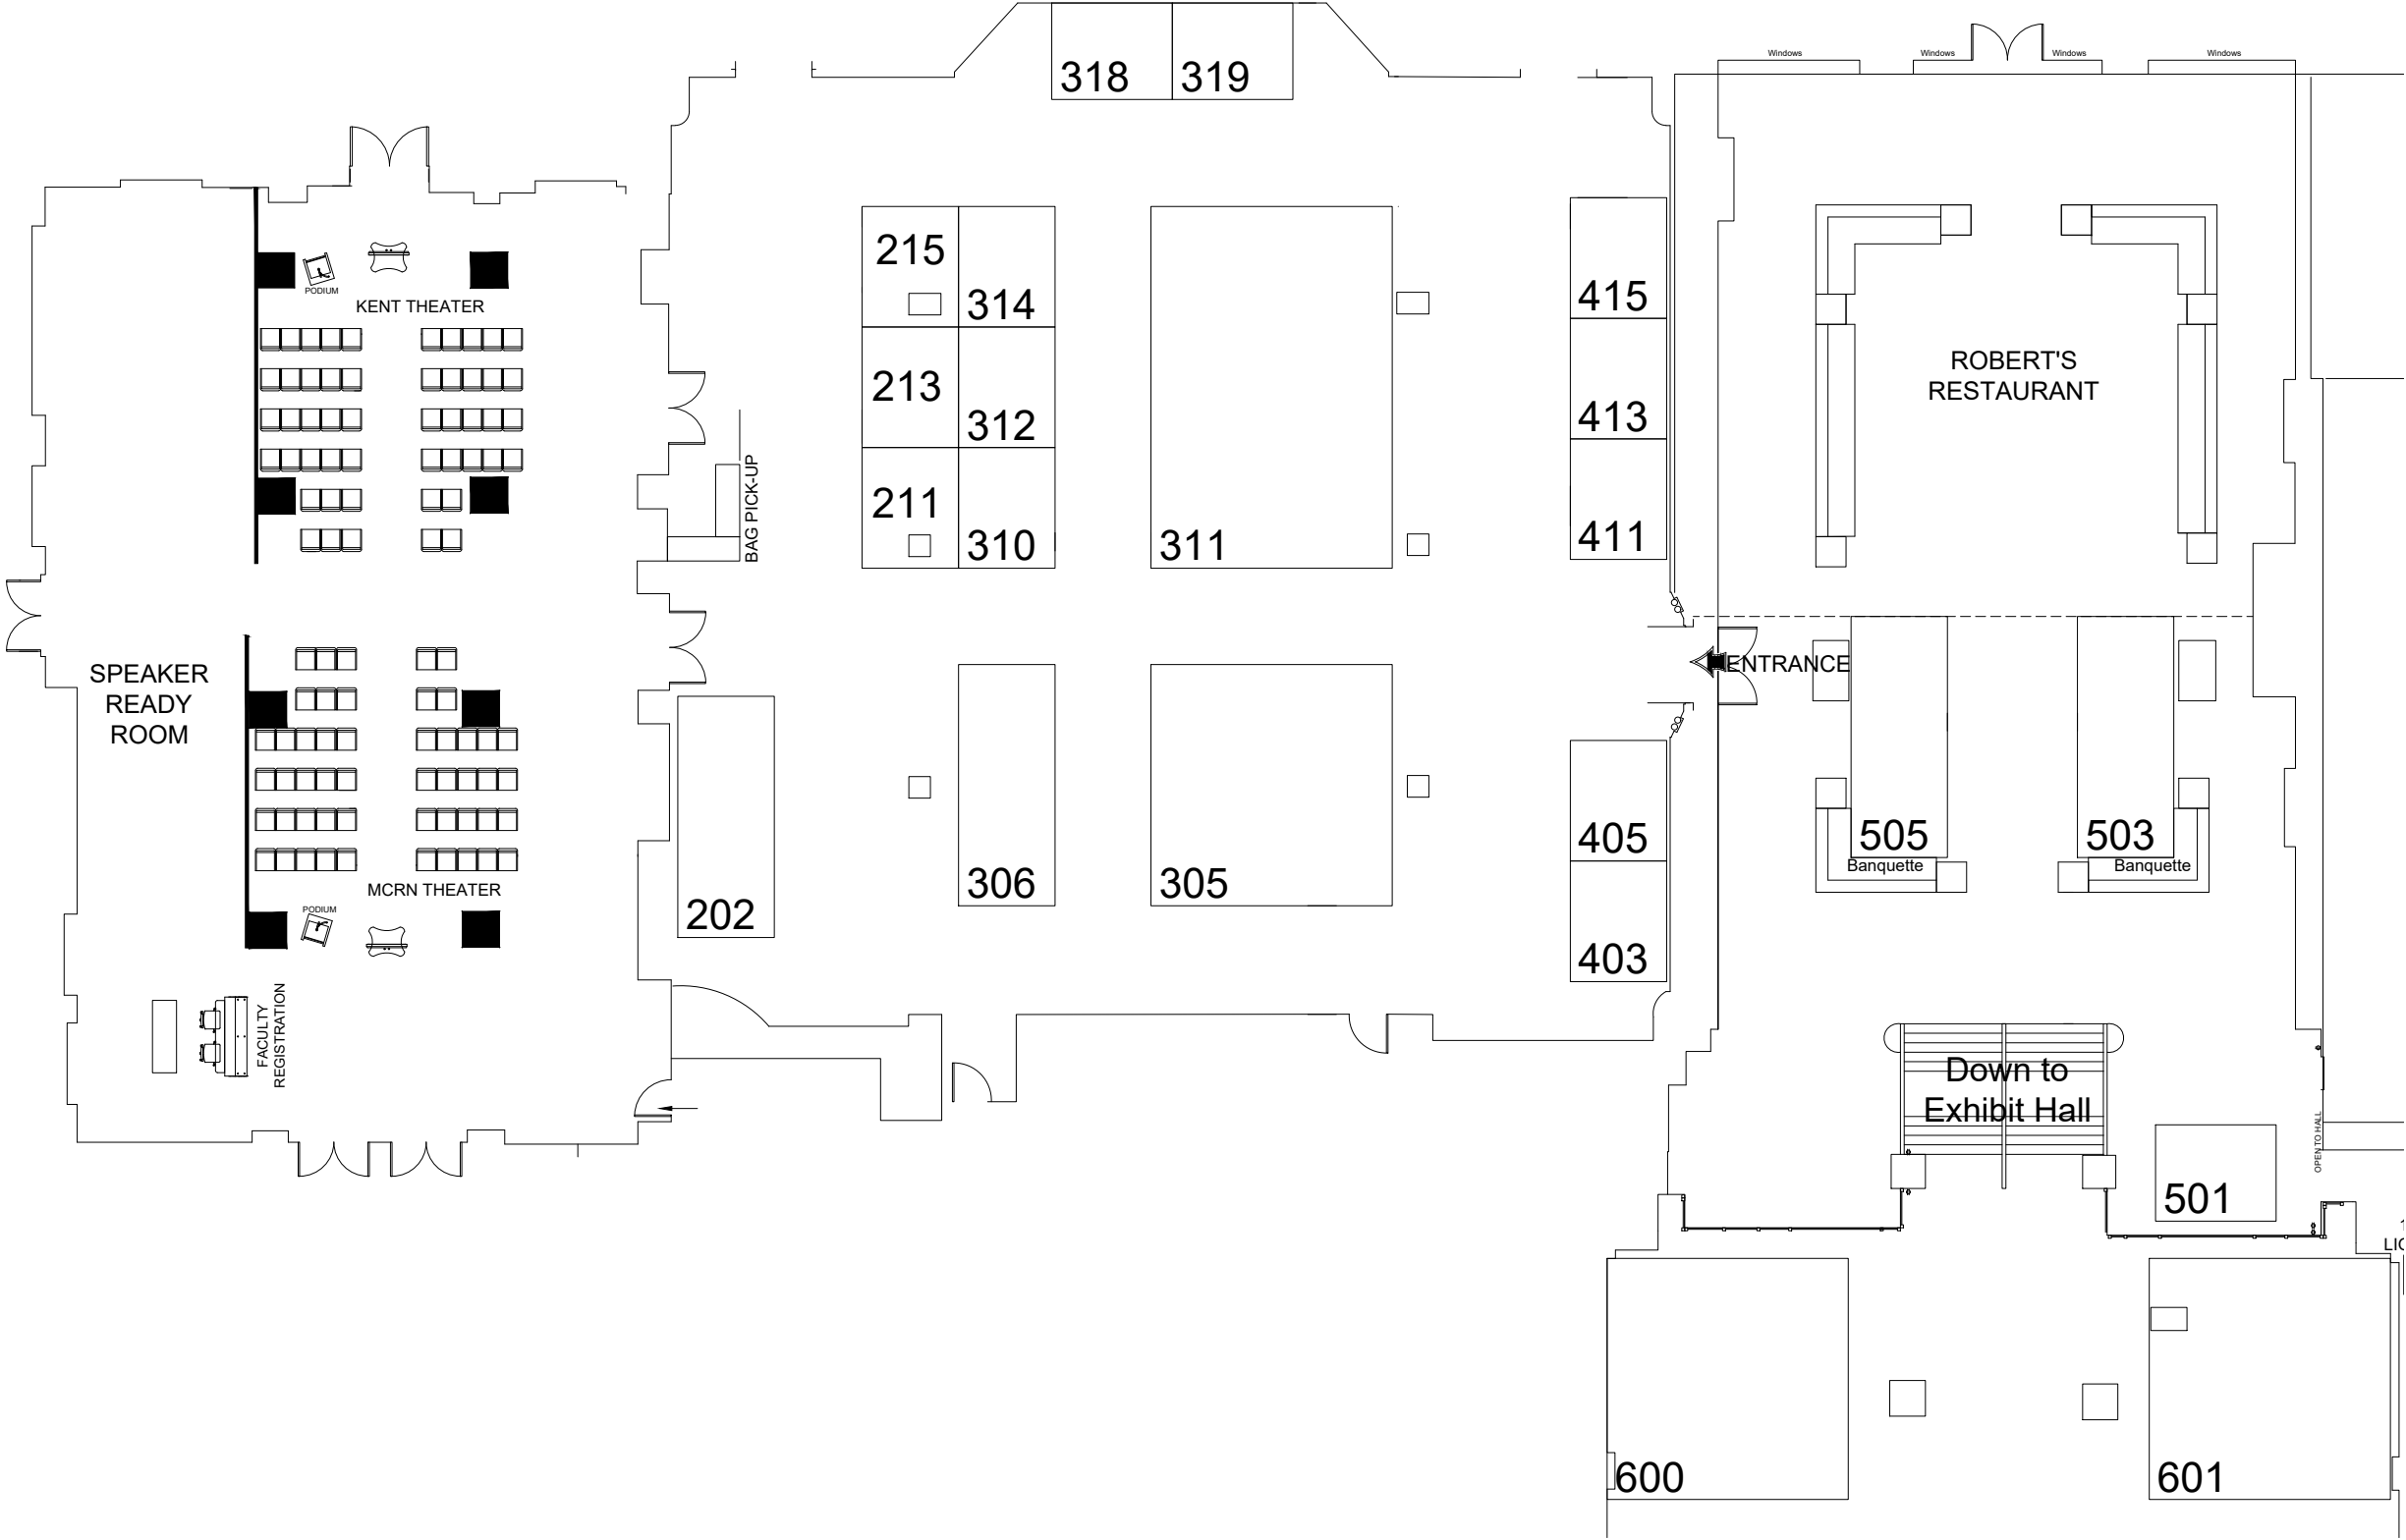 Windows
Windows
Windows
Windows
318
319
PODIUM
KENT THEATER
215
314
415
213
312
413
ROBERT'S
RESTAURANT
BAG PICK-UP
211
310
311
411
SPEAKER
READY
ROOM
ENTRANCE
MCRN THEATER
PODIUM
202
306
305
405
403
505
503
Banquette
Banquette
FACULTY
REGISTRATION
Down to
Exhibit Hall
OPEN TO HALL
501
600
601